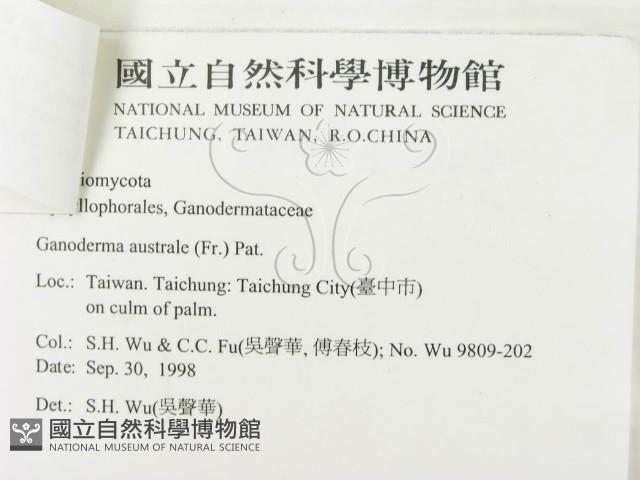 國立自然科學博物館
NATIONAL MUSEUM OF NATURAL SCIENCE
TAICHUNG, TAIWAN, R.O.CHINA
iomycota
llophorales, Ganodermataceae
Ganoderma australe (Fr.) Pat.
Loc.: Taiwan. Taichung: Taichung City(臺中市)
on culm of palm.
Col.: S.H. Wu & C.C. Fu(吳聲華, 傅春枝); No. Wu 9809-202
Date: Sep. 30, 1998
Det.: S.H. Wu(吳聲華)
國立自然科學博物館
NATIONAL MUSEUM OF NATURAL SCIENCE